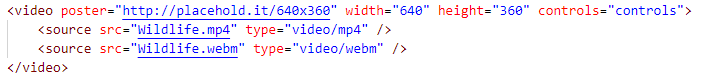 <video poster="http://placehold.it/640x360" width="640" height="360" controls="controls">
    <source src="Wildlife.mp4" type="video/mp4" />
    <source src="Wildlife.webm" type="video/webm" />
</video>